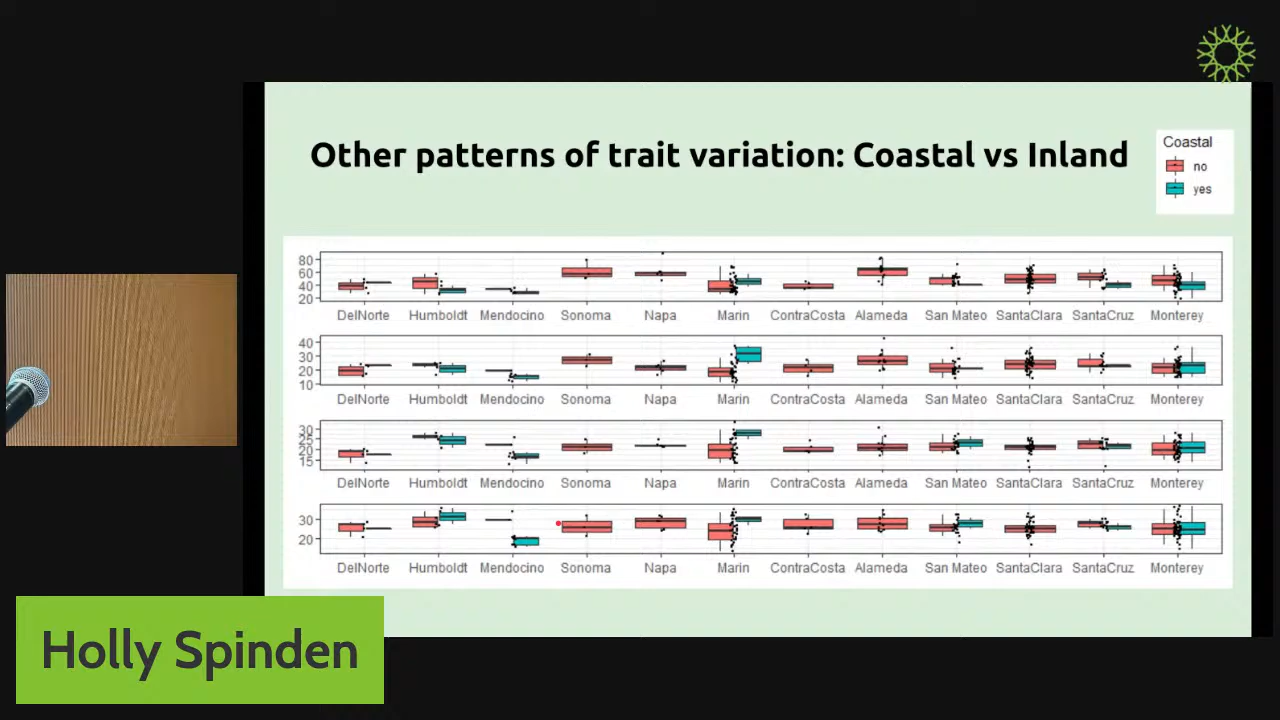 Other patterns of trait variation: Coastal vs Inland
Coastal
no
yes
80
60
40
20
DelNorte Humboldt Mendocino Sonoma Napa Marin ContraCosta Alameda San Mateo SantaClara SantaCruz Monterey
40
30
20
10
DelNorte Humboldt Mendocino Sonoma Napa Marin ContraCosta Alameda San Mateo SantaClara SantaCruz Monterey
30
25
20
15
DelNorte Humboldt Mendocino Sonoma Napa Marin ContraCosta Alameda San Mateo SantaClara SantaCruz Monterey
30
20
DelNorte Humboldt Mendocino Sonoma Napa Marin ContraCosta Alameda San Mateo SantaClara SantaCruz Monterey
Holly Spinden